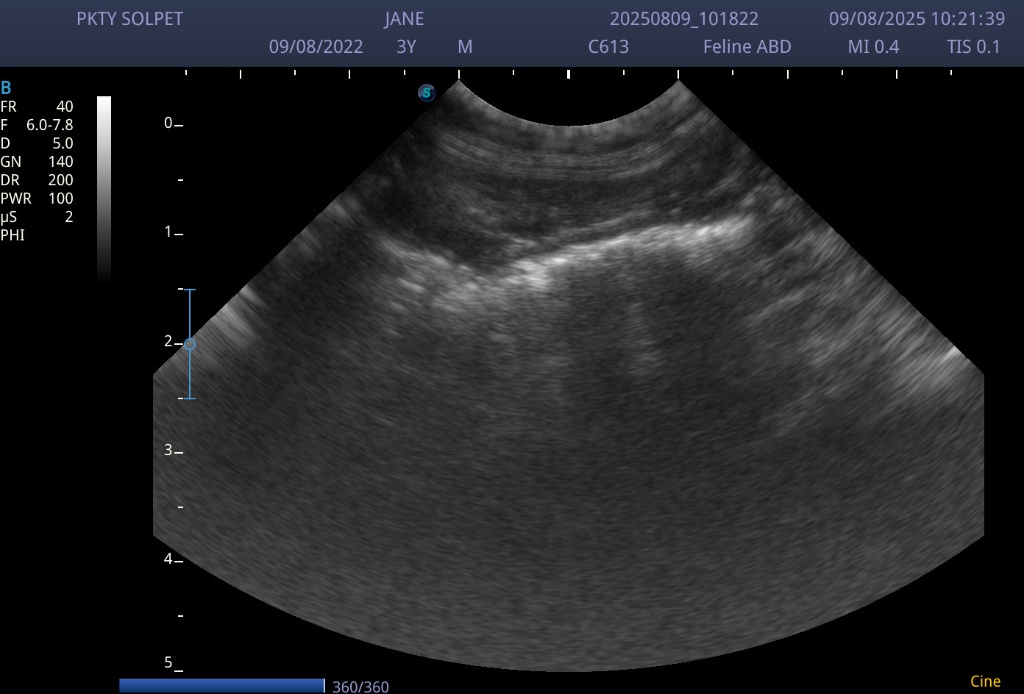 PKTY SOLPET JANE 20250809_101822 09/08/2025 10:21:39
09/08/2022 3Y M C613 Feline ABD MI 0.4 TIS 0.1
B
FR 40
F 6.0-7.8
D 5.0
GN 140
DR 200
PWR 100
µS 2
PHI
S
0
1
2
3
4
5
360/360
Cine